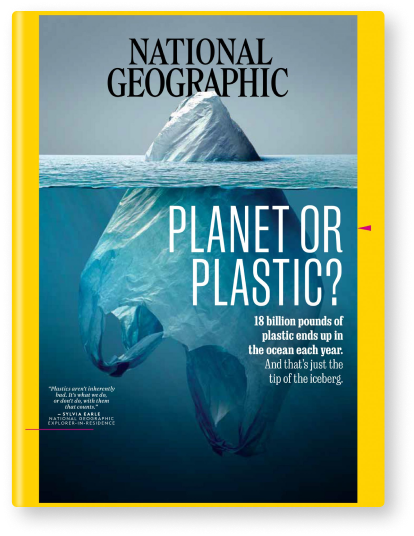 NATIONAL
GEOGRAPHIC
PLANET OR
PLASTIC?
18 billion pounds of
plastic ends up in
the ocean each year.
And that's just the
tip of the iceberg.
"Plastics aren't inherently
bad. It's what we do,
or don't do, with them
that counts."
— SYLVIA EARLE
NATIONAL GEOGRAPHIC
EXPLORER-IN-RESIDENCE